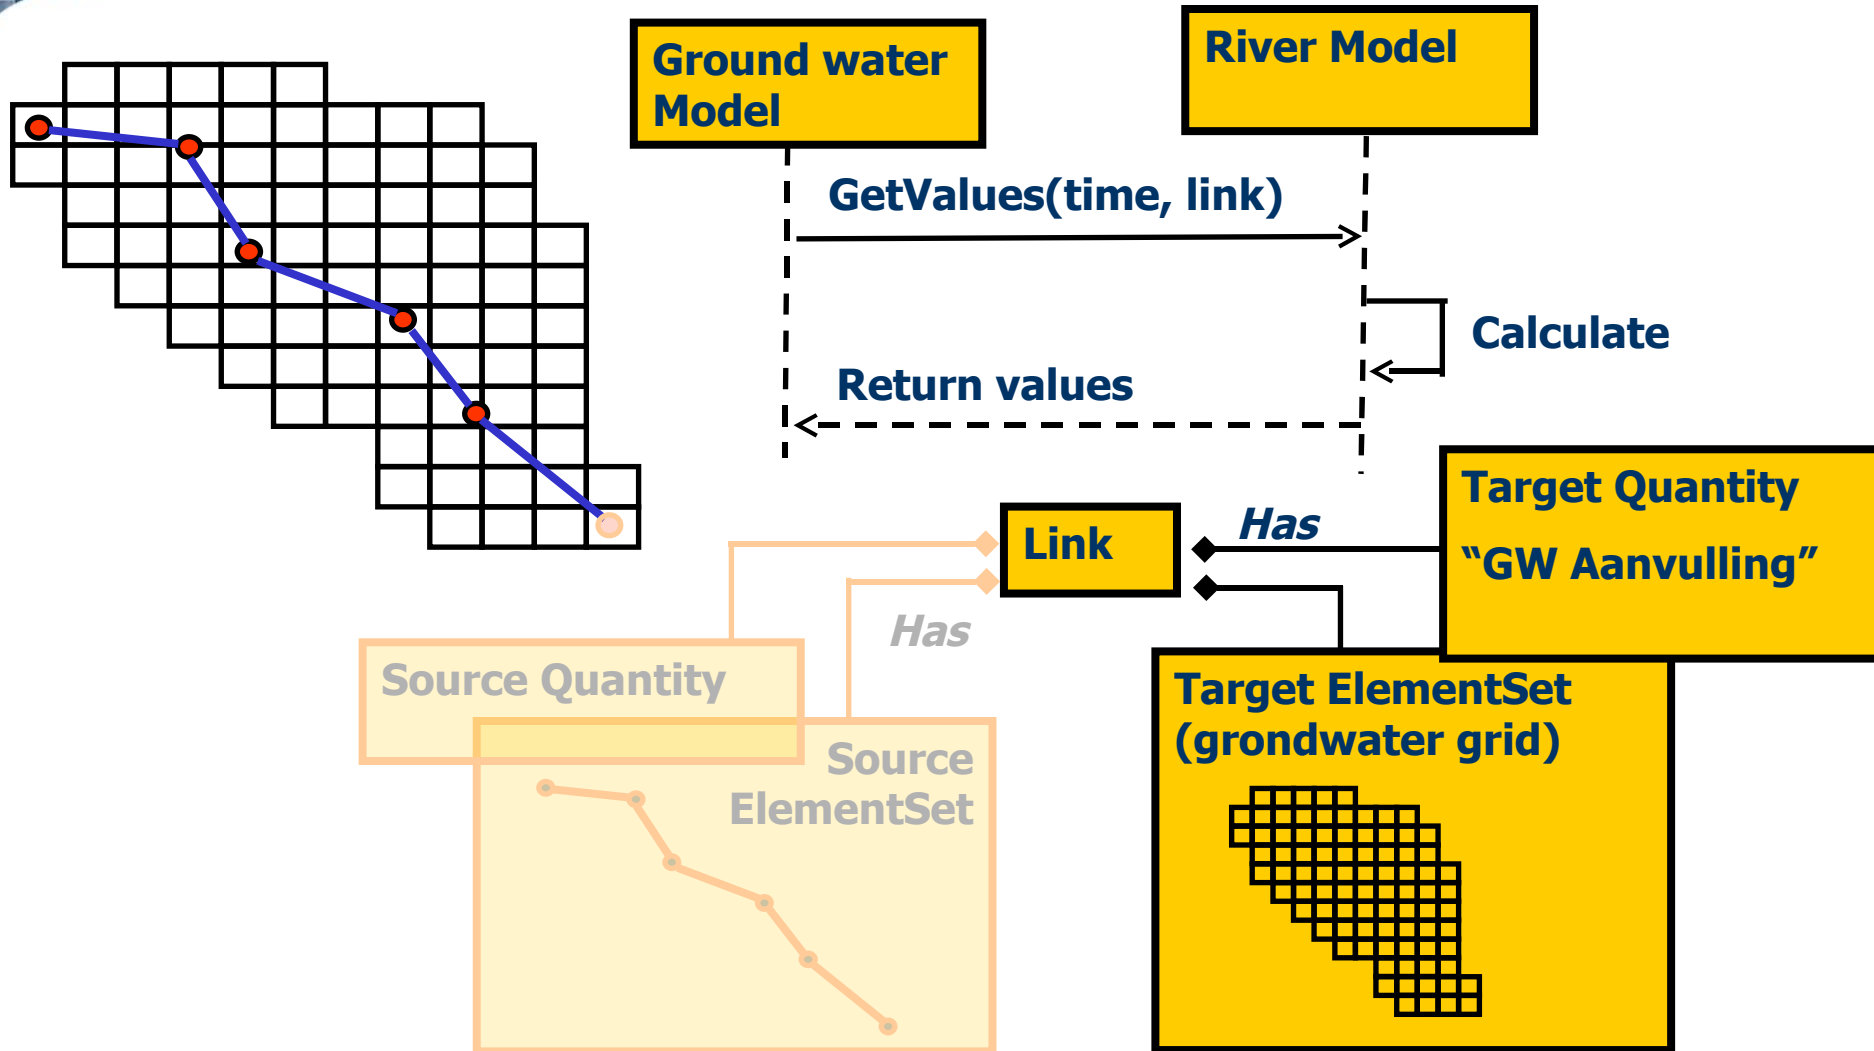 Ground water
Model
River Model
GetValues(time, link)
Calculate
Return values
Link
Has
Target Quantity
“GW Aanvulling”
Has
Source Quantity
Source
ElementSet
Target ElementSet
(grondwater grid)